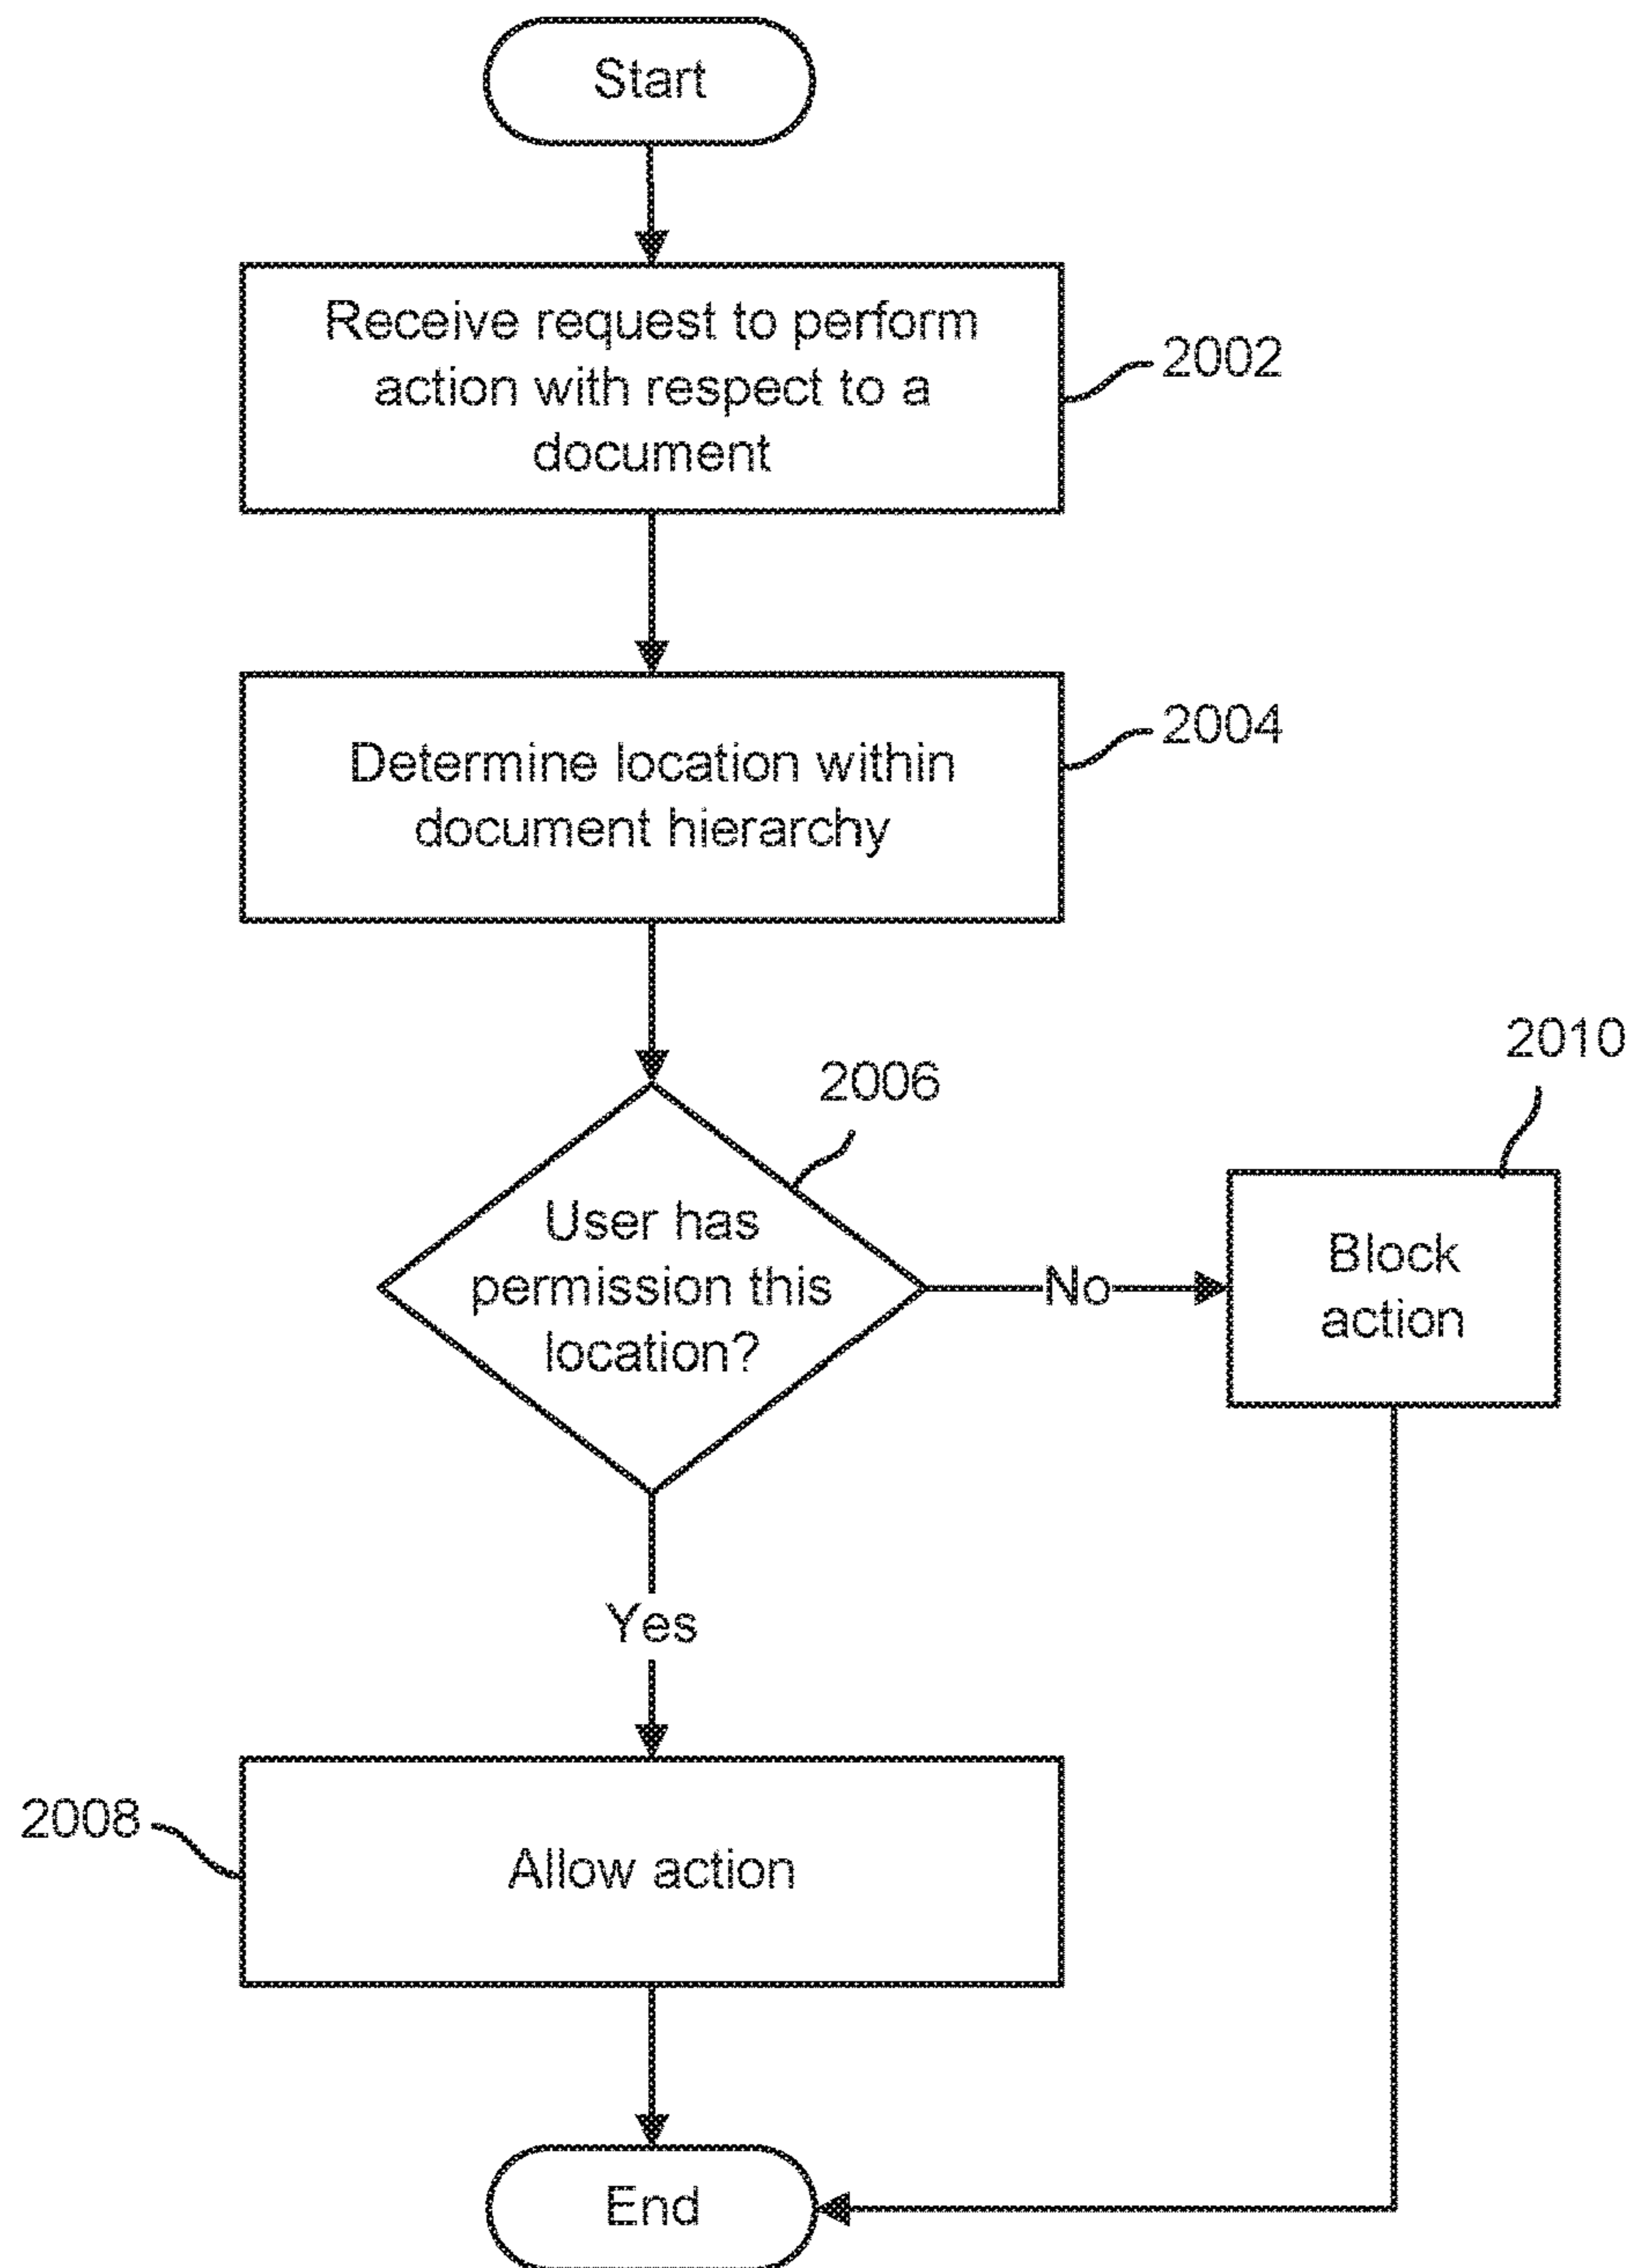 Start
Receive request to perform
action with respect to a
document
2002
Determine location within
document hierarchy
2004
2006
User has
permission this
location?
No
2010
Block
action
Yes
2008
Allow action
End